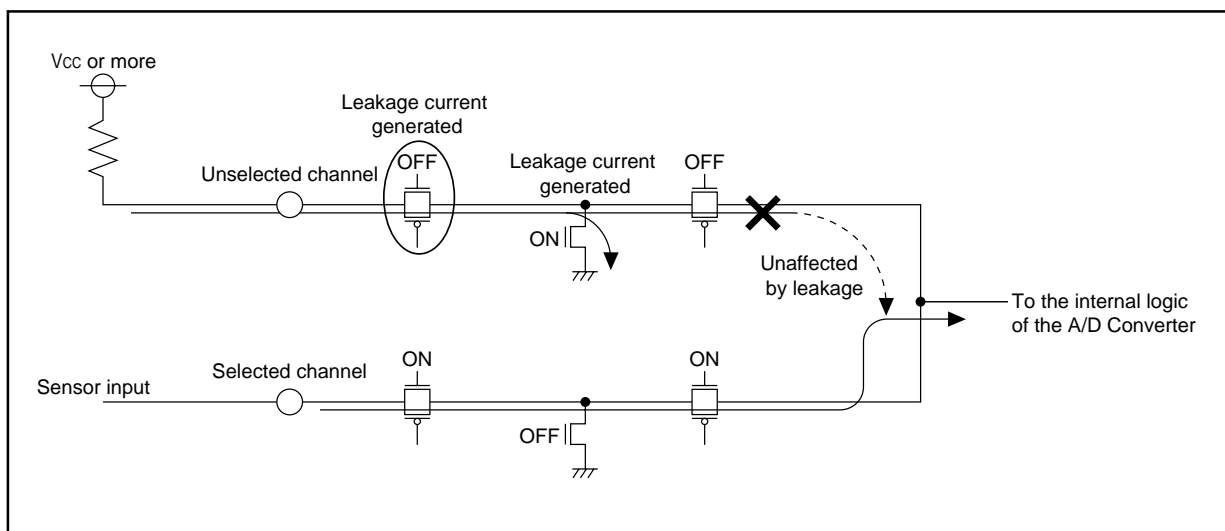 Vcc or more
Leakage current
generated
OFF
Unselected channel
Leakage current
generated
OFF
ON
Unaffected
by leakage
To the internal logic
of the A/D Converter
Sensor input
Selected channel
ON
OFF
ON